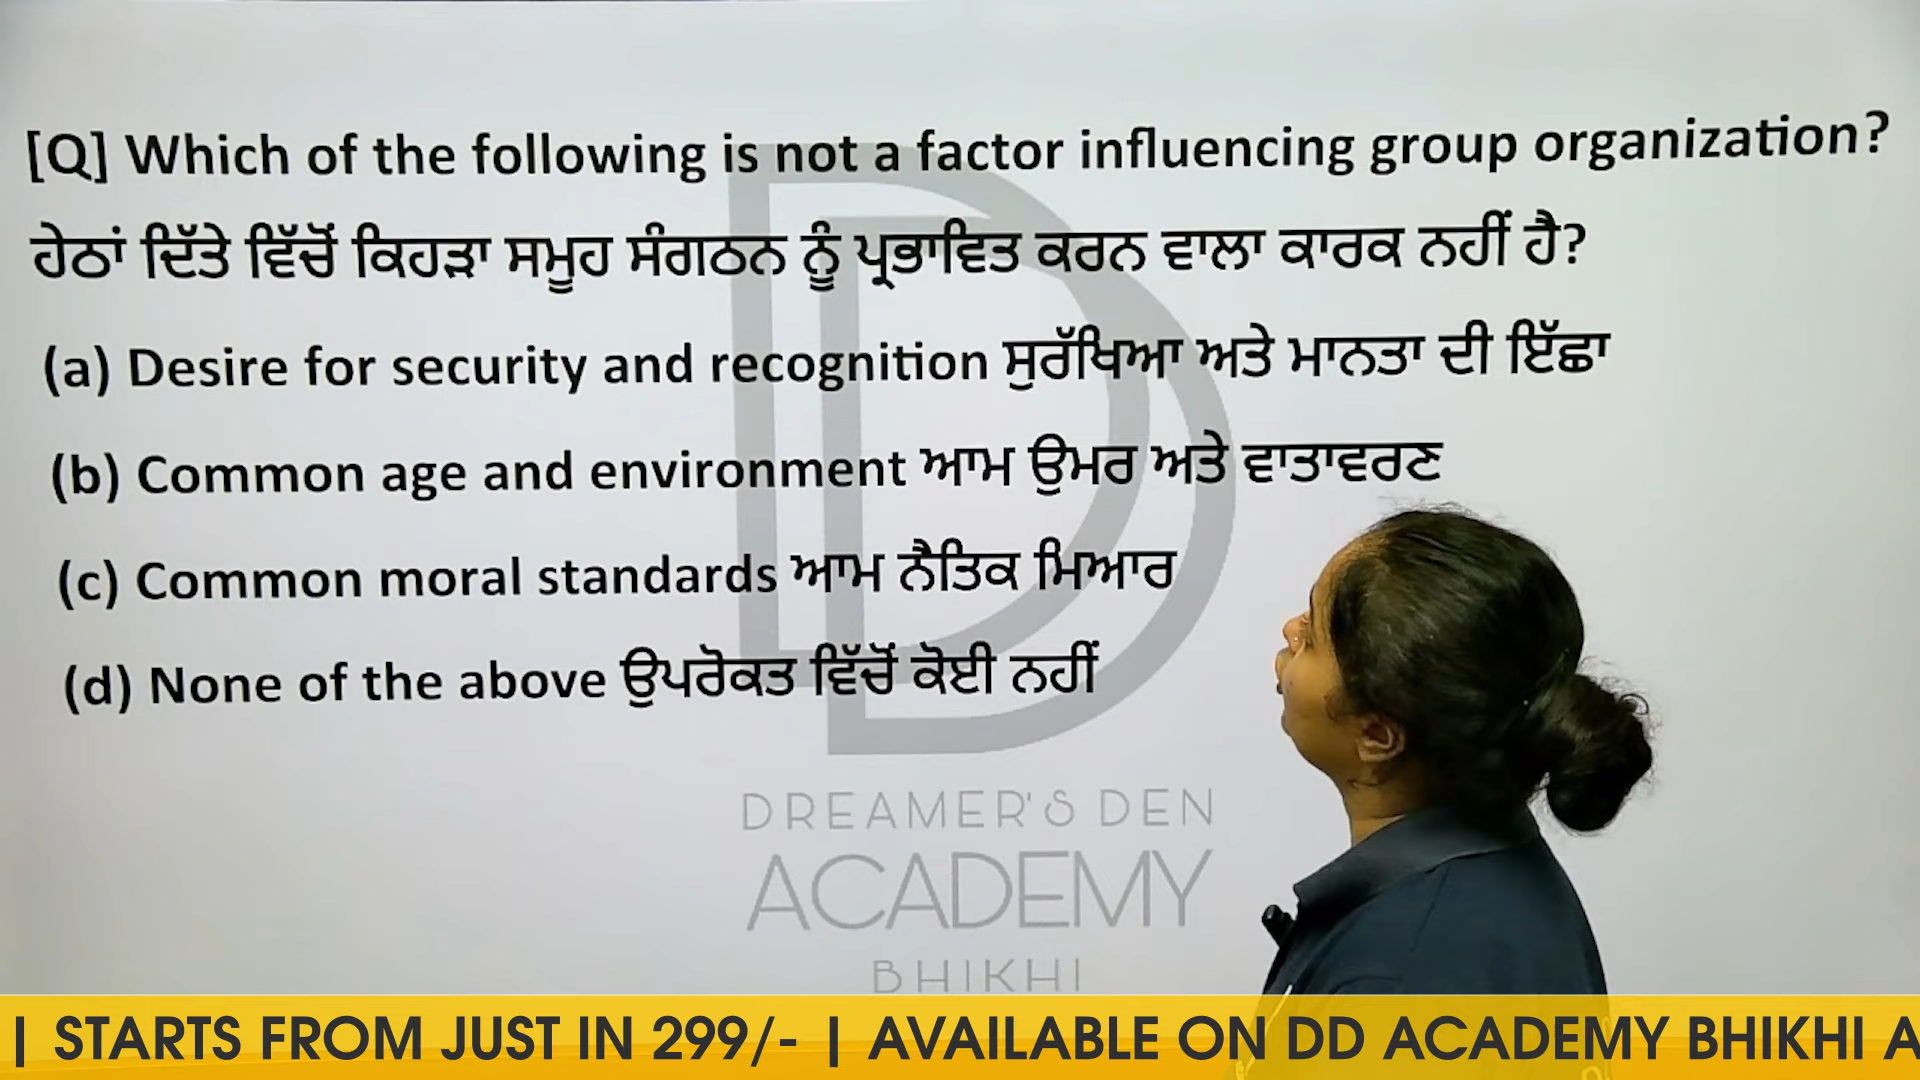 [Q] Which of the following is not a factor influencing group organization?
ਹੇਠਾਂ ਦਿੱਤੇ ਵਿੱਚੋਂ ਕਿਹੜਾ ਸਮੂਹ ਸੰਗਠਨ ਨੂੰ ਪ੍ਰਭਾਵਿਤ ਕਰਨ ਵਾਲਾ ਕਾਰਕ ਨਹੀਂ ਹੈ?
(a) Desire for security and recognition ਸੁਰੱਖਿਆ ਅਤੇ ਮਾਨਤਾ ਦੀ ਇੱਛਾ
(b) Common age and environment ਆਮ ਉਮਰ ਅਤੇ ਵਾਤਾਵਰਣ
(c) Common moral standards ਆਮ ਨੈਤਿਕ ਮਿਆਰ
(d) None of the above ਉਪਰੋਕਤ ਵਿੱਚੋਂ ਕੋਈ ਨਹੀਂ
DREAMER'S DEN
ACADEMY
BHIKHI
| STARTS FROM JUST IN 299/- | AVAILABLE ON DD ACADEMY BHIKHI A